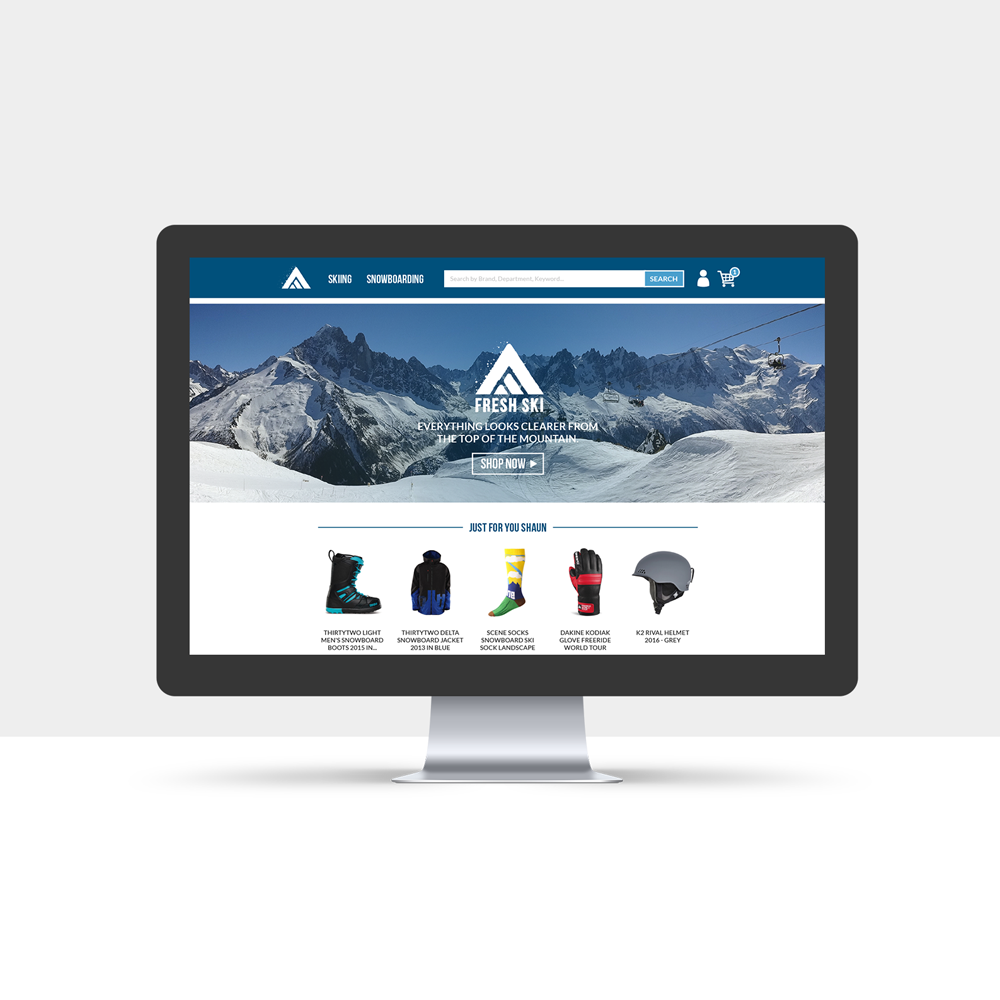 SKIING SNOWBOARDING Search by Brand, Department, Keyword... SEARCH 1
FRESH SKI
EVERYTHING LOOKS CLEARER FROM
THE TOP OF THE MOUNTAIN.
SHOP NOW
JUST FOR YOU SHAUN
THIRTYTWO LIGHT
MEN'S SNOWBOARD
BOOTS 2015 IN...
THIRTYTWO DELTA
SNOWBOARD JACKET
2013 IN BLUE
SCENE SOCKS
SNOWBOARD SKI
SOCK LANDSCAPE
DAKINE KODIAK
GLOVE FREERIDE
WORLD TOUR
K2 RIVAL HELMET
2016 - GREY